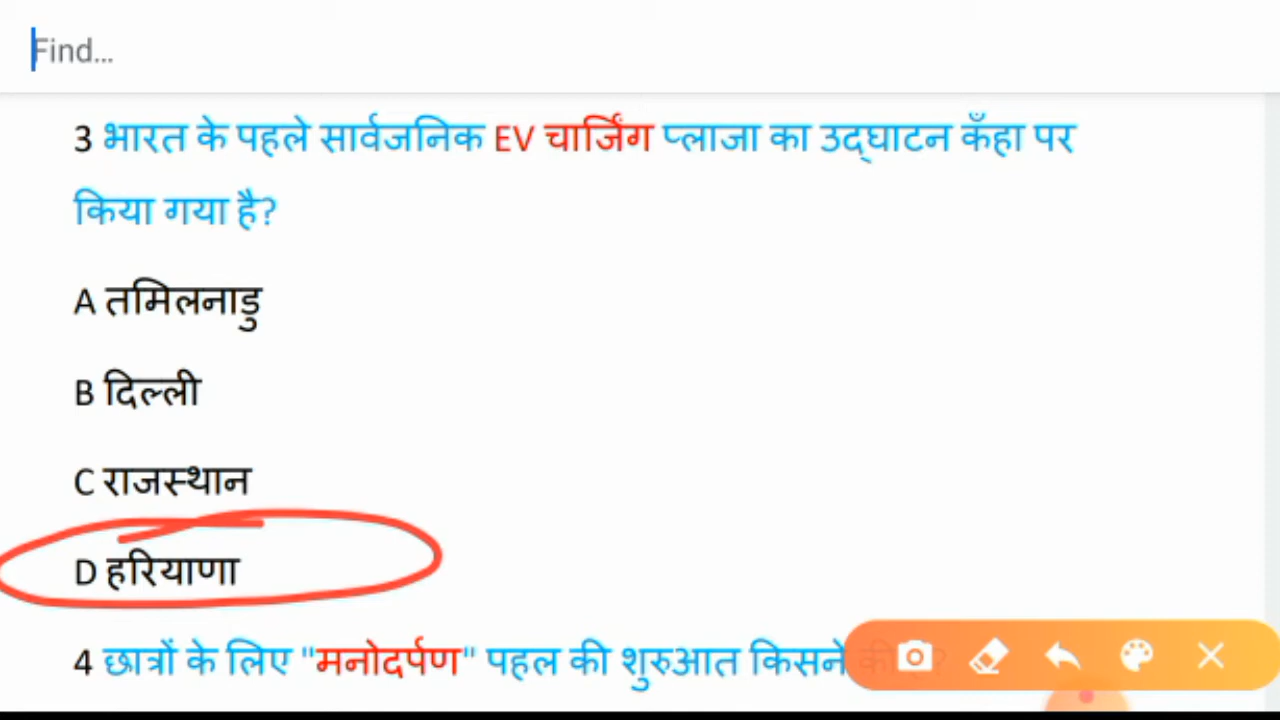 Find...
3 भारत के पहले सार्वजनिक EV चार्जिंग प्लाजा का उद्घाटन कँहा पर
किया गया है?
A तमिलनाडु
B दिल्ली
C राजस्थान
D हरियाणा
4 छात्रों के लिए "मनोदर्पण" पहल की शुरुआत किसने